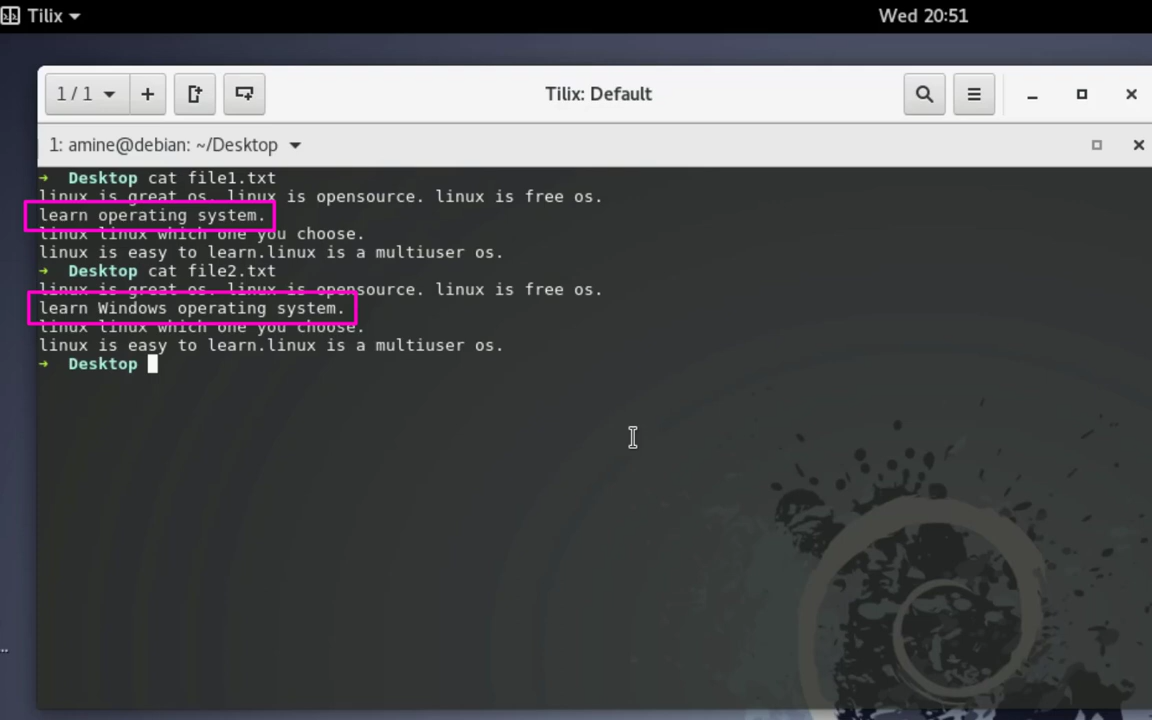 Tilix
Wed 20:51
1 / 1
Tilix: Default
1: amine@debian: ~/Desktop
→ Desktop cat file1.txt
linux is great os. linux is opensource. linux is free os.
learn operating system.
linux linux which one you choose.
linux is easy to learn.linux is a multiuser os.
→ Desktop cat file2.txt
linux is great os. linux is opensource. linux is free os.
learn Windows operating system.
linux linux which one you choose.
linux is easy to learn.linux is a multiuser os.
→ Desktop